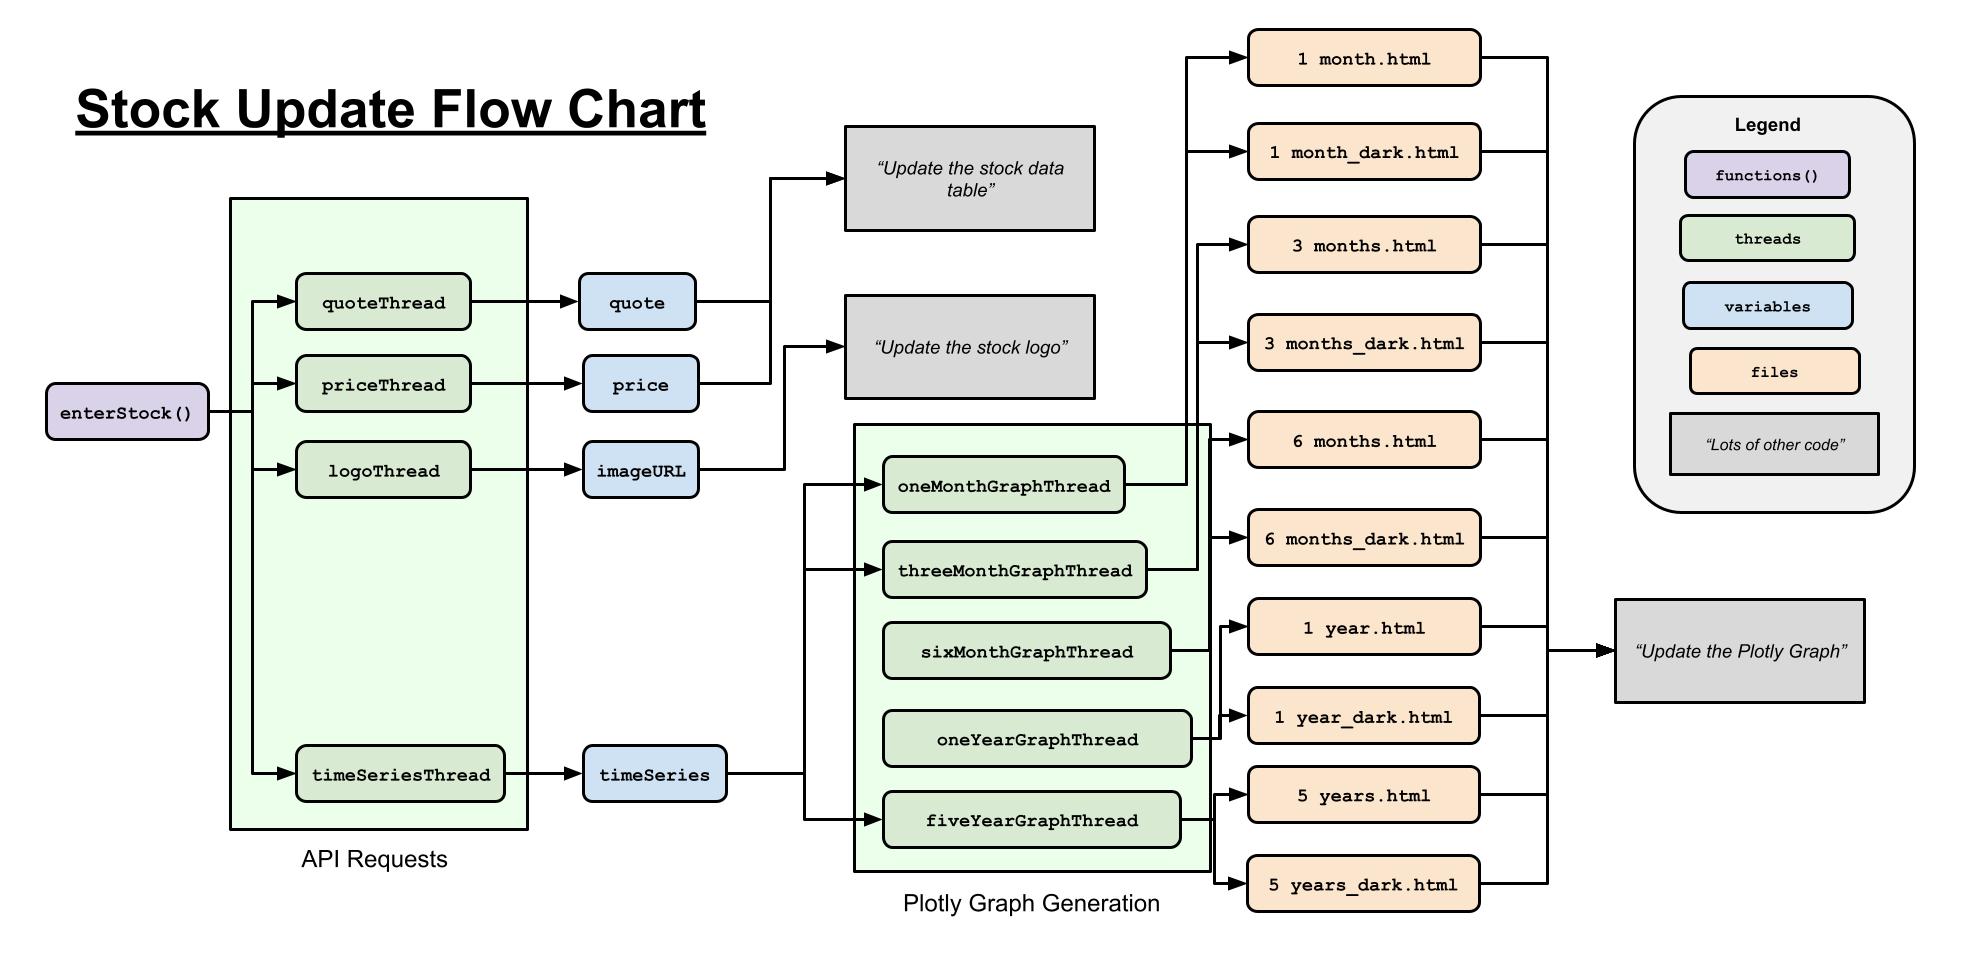 Stock Update Flow Chart
enterStock()
quoteThread
priceThread
logoThread
timeSeriesThread
API Requests
quote
price
imageURL
timeSeries
“Update the stock data
table”
“Update the stock logo”
oneMonthGraphThread
threeMonthGraphThread
sixMonthGraphThread
oneYearGraphThread
fiveYearGraphThread
Plotly Graph Generation
1 month.html
1 month_dark.html
3 months.html
3 months_dark.html
6 months.html
6 months_dark.html
1 year.html
1 year_dark.html
5 years.html
5 years_dark.html
“Update the Plotly Graph”
Legend
functions()
threads
variables
files
“Lots of other code”